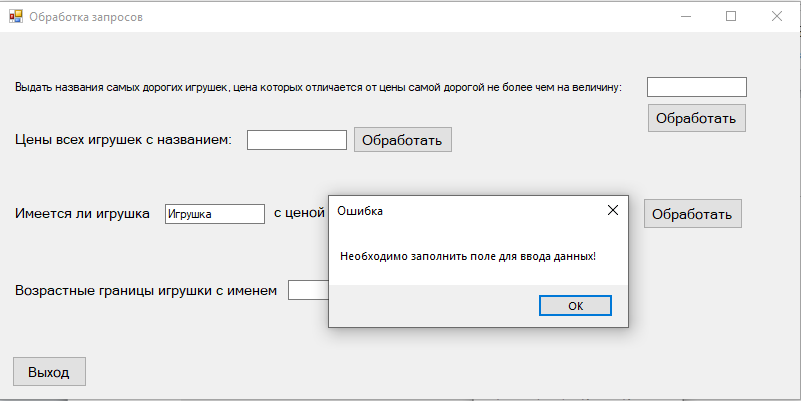 Обработка запросов
Выдать названия самых дорогих игрушек, цена которых отличается от цены самой дорогой не более чем на величину:
Обработать
Цены всех игрушек с названием:
Обработать
Имеется ли игрушка
Игрушка
с ценой
Обработать
Ошибка
Необходимо заполнить поле для ввода данных!
ОК
Возрастные границы игрушки с именем
Выход